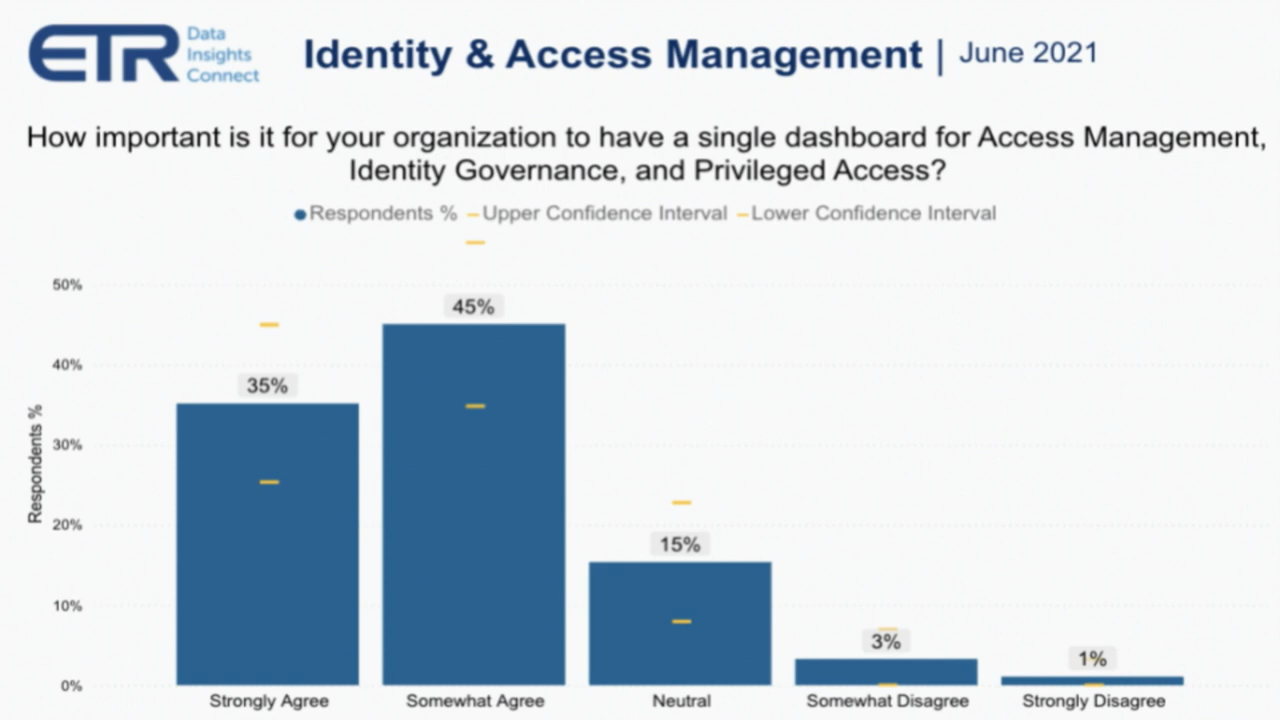 ETR Data
Insights
Connect
Identity & Access Management | June 2021
How important is it for your organization to have a single dashboard for Access Management,
Identity Governance, and Privileged Access?
Respondents % Upper Confidence Interval Lower Confidence Interval
50%
40%
30%
20%
10%
0%
Respondents %
35%
45%
15%
3%
1%
Strongly Agree
Somewhat Agree
Neutral
Somewhat Disagree
Strongly Disagree